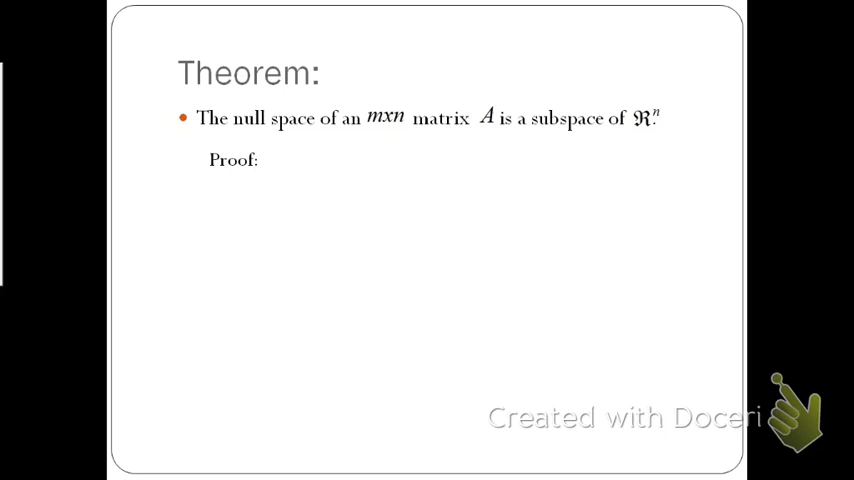 Theorem:
• The null space of an mxn matrix A is a subspace of ℜⁿ.
Proof:
Created with Doceri